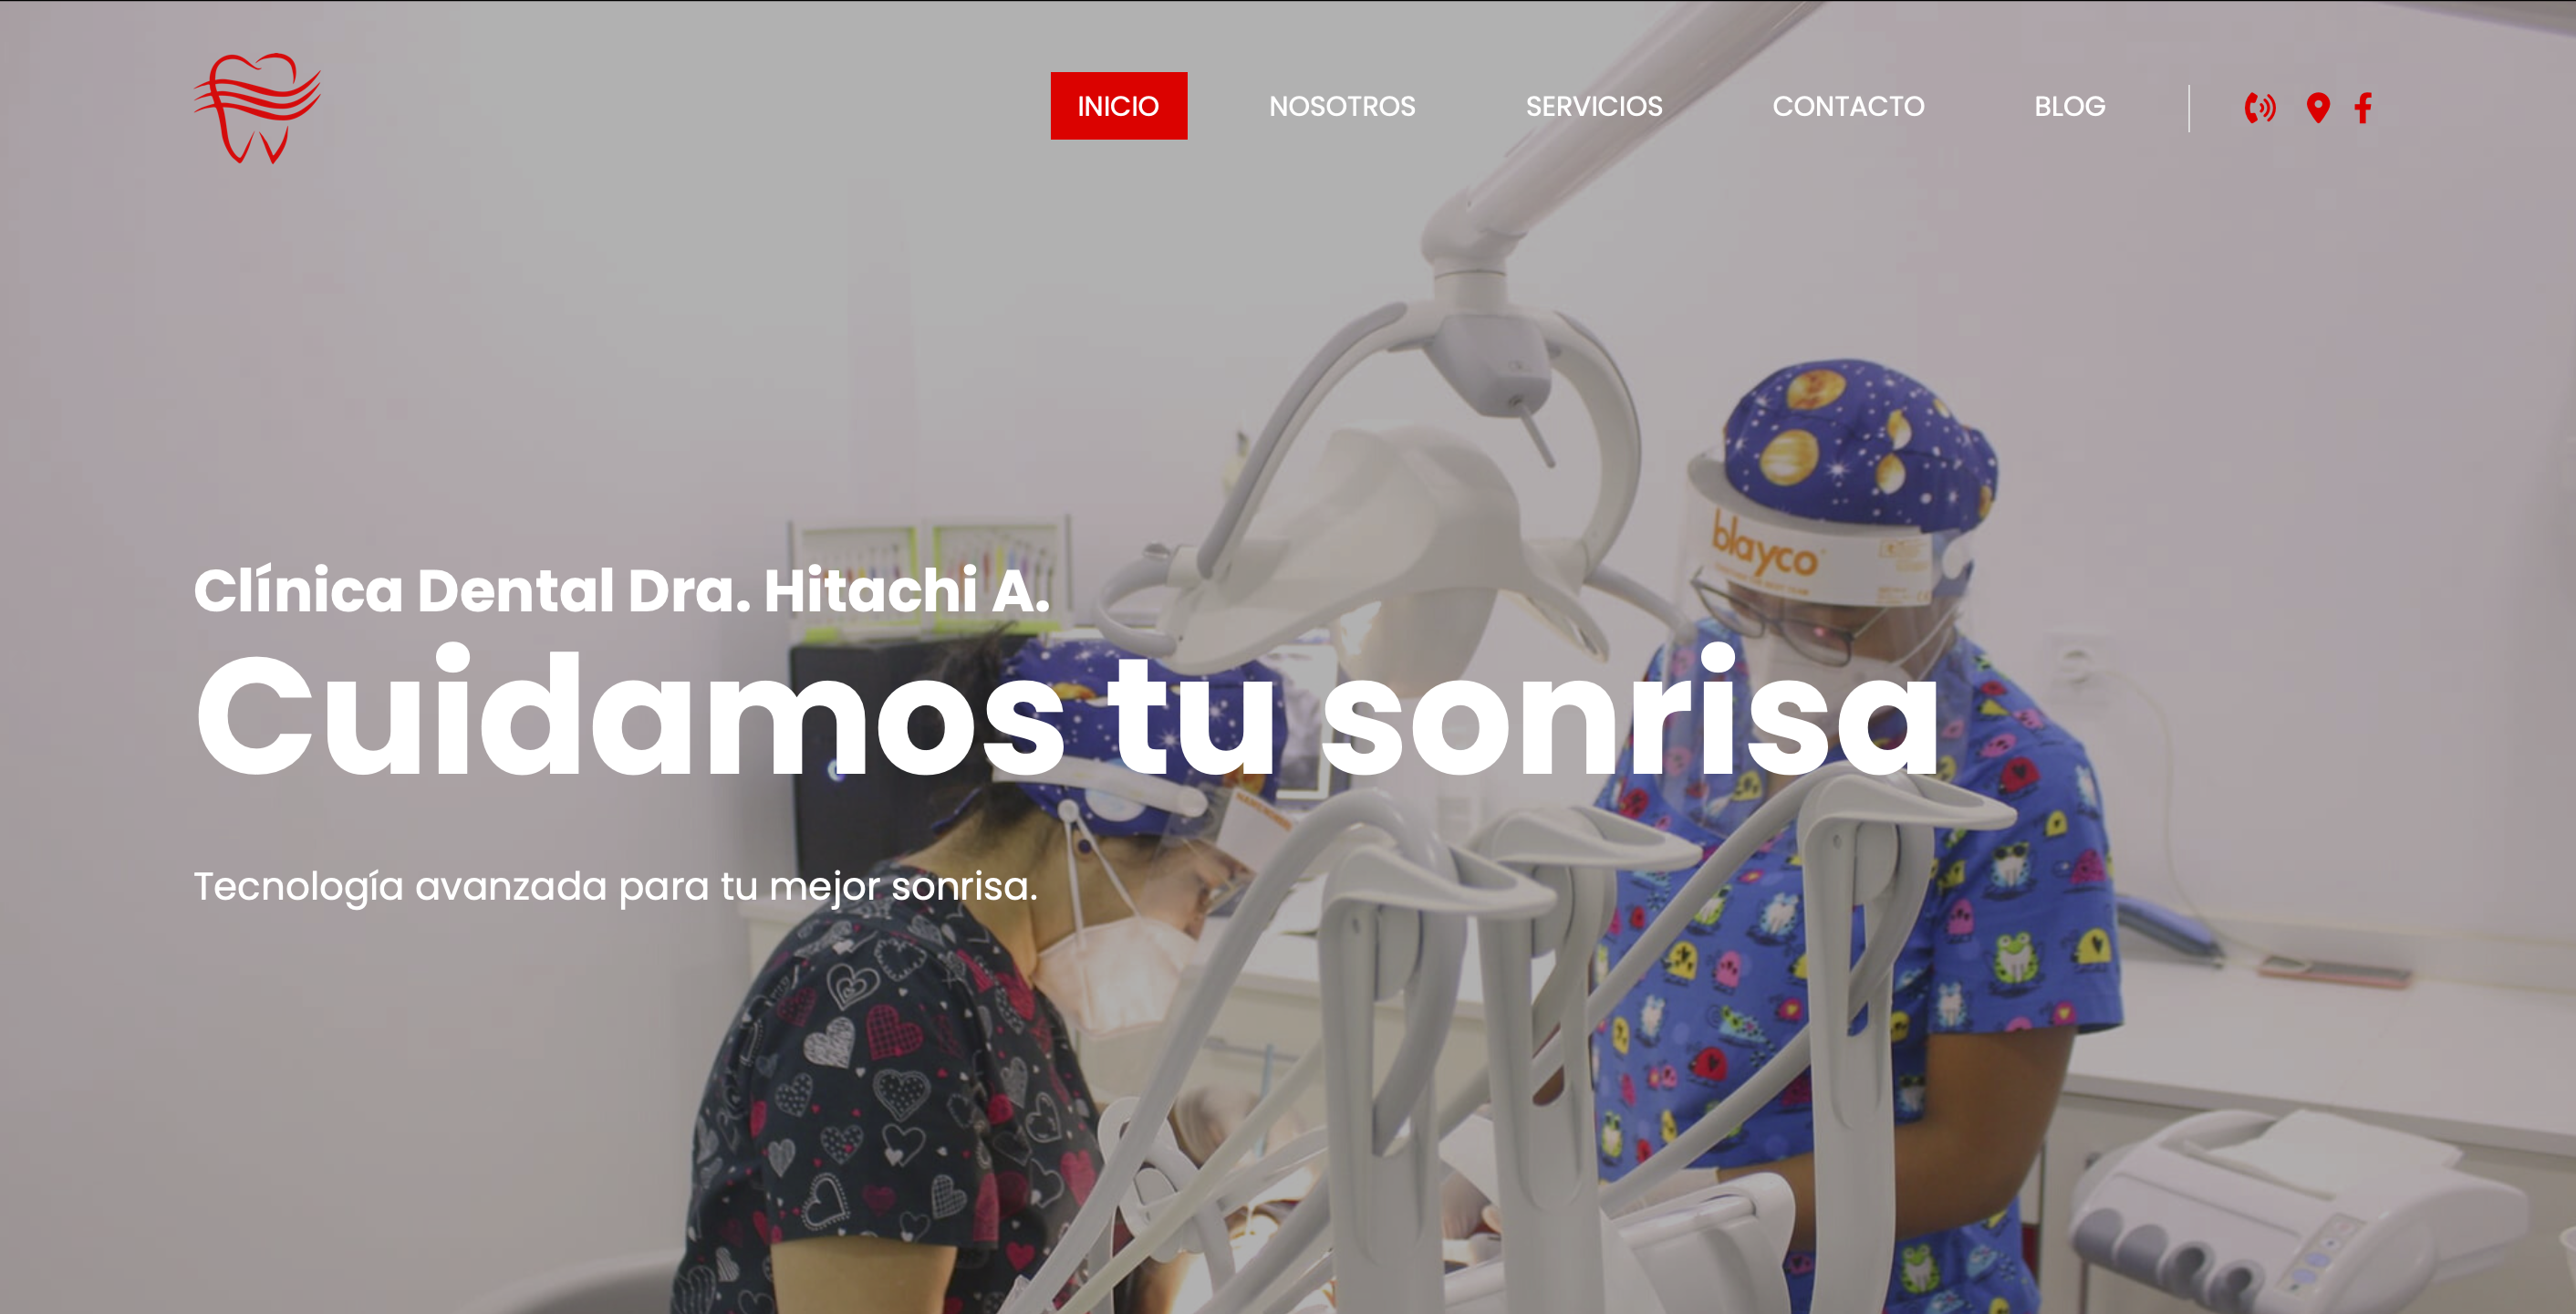 INICIO NOSOTROS SERVICIOS CONTACTO BLOG
blayco
Clínica Dental Dra. Hitachi A.
Cuidamos tu sonrisa
Tecnología avanzada para tu mejor sonrisa.